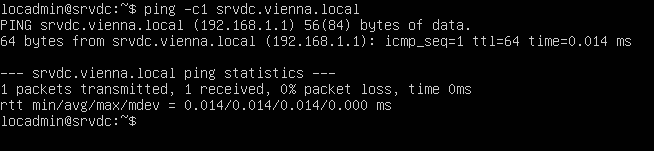 locadmin@srvdc:~$ ping -c1 srvdc.vienna.local
PING srvdc.vienna.local (192.168.1.1) 56(84) bytes of data.
64 bytes from srvdc.vienna.local (192.168.1.1): icmp_seq=1 ttl=64 time=0.014 ms

--- srvdc.vienna.local ping statistics ---
1 packets transmitted, 1 received, 0% packet loss, time 0ms
rtt min/avg/max/mdev = 0.014/0.014/0.014/0.000 ms
locadmin@srvdc:~$